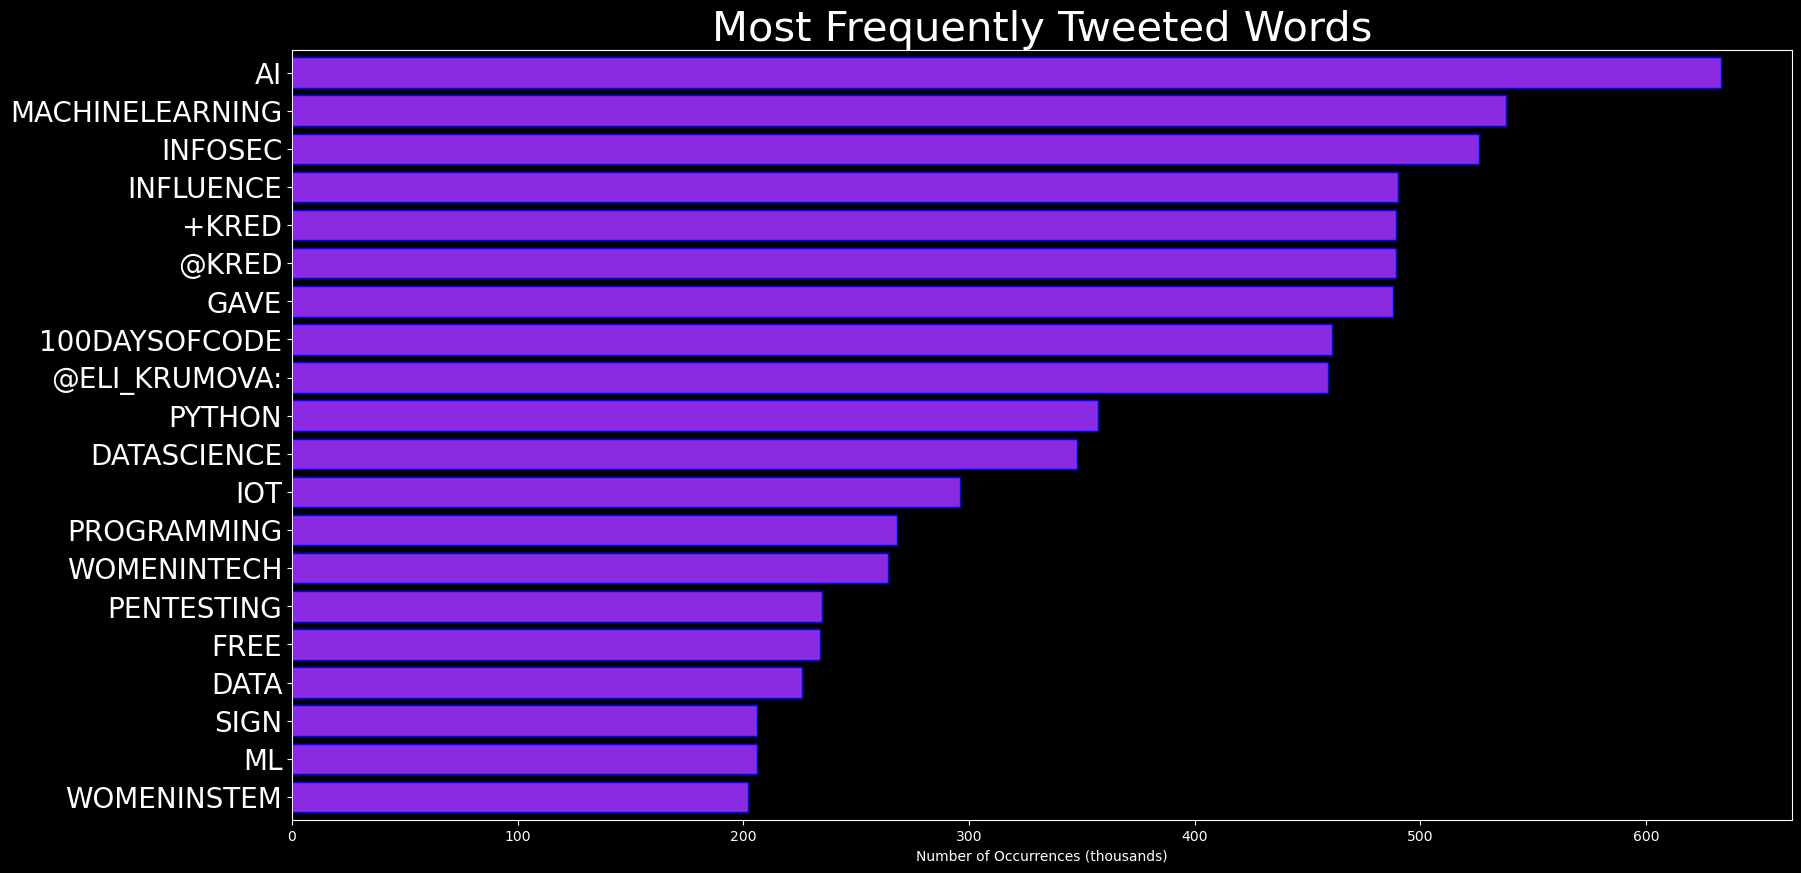 Most Frequently Tweeted Words
AI
MACHINELEARNING
INFOSEC
INFLUENCE
+KRED
@KRED
GAVE
100DAYSOFCODE
@ELI_KRUMOVA:
PYTHON
DATASCIENCE
IOT
PROGRAMMING
WOMENINTECH
PENTESTING
FREE
DATA
SIGN
ML
WOMENINSTEM
0 100 200 300 400 500 600
Number of Occurrences (thousands)